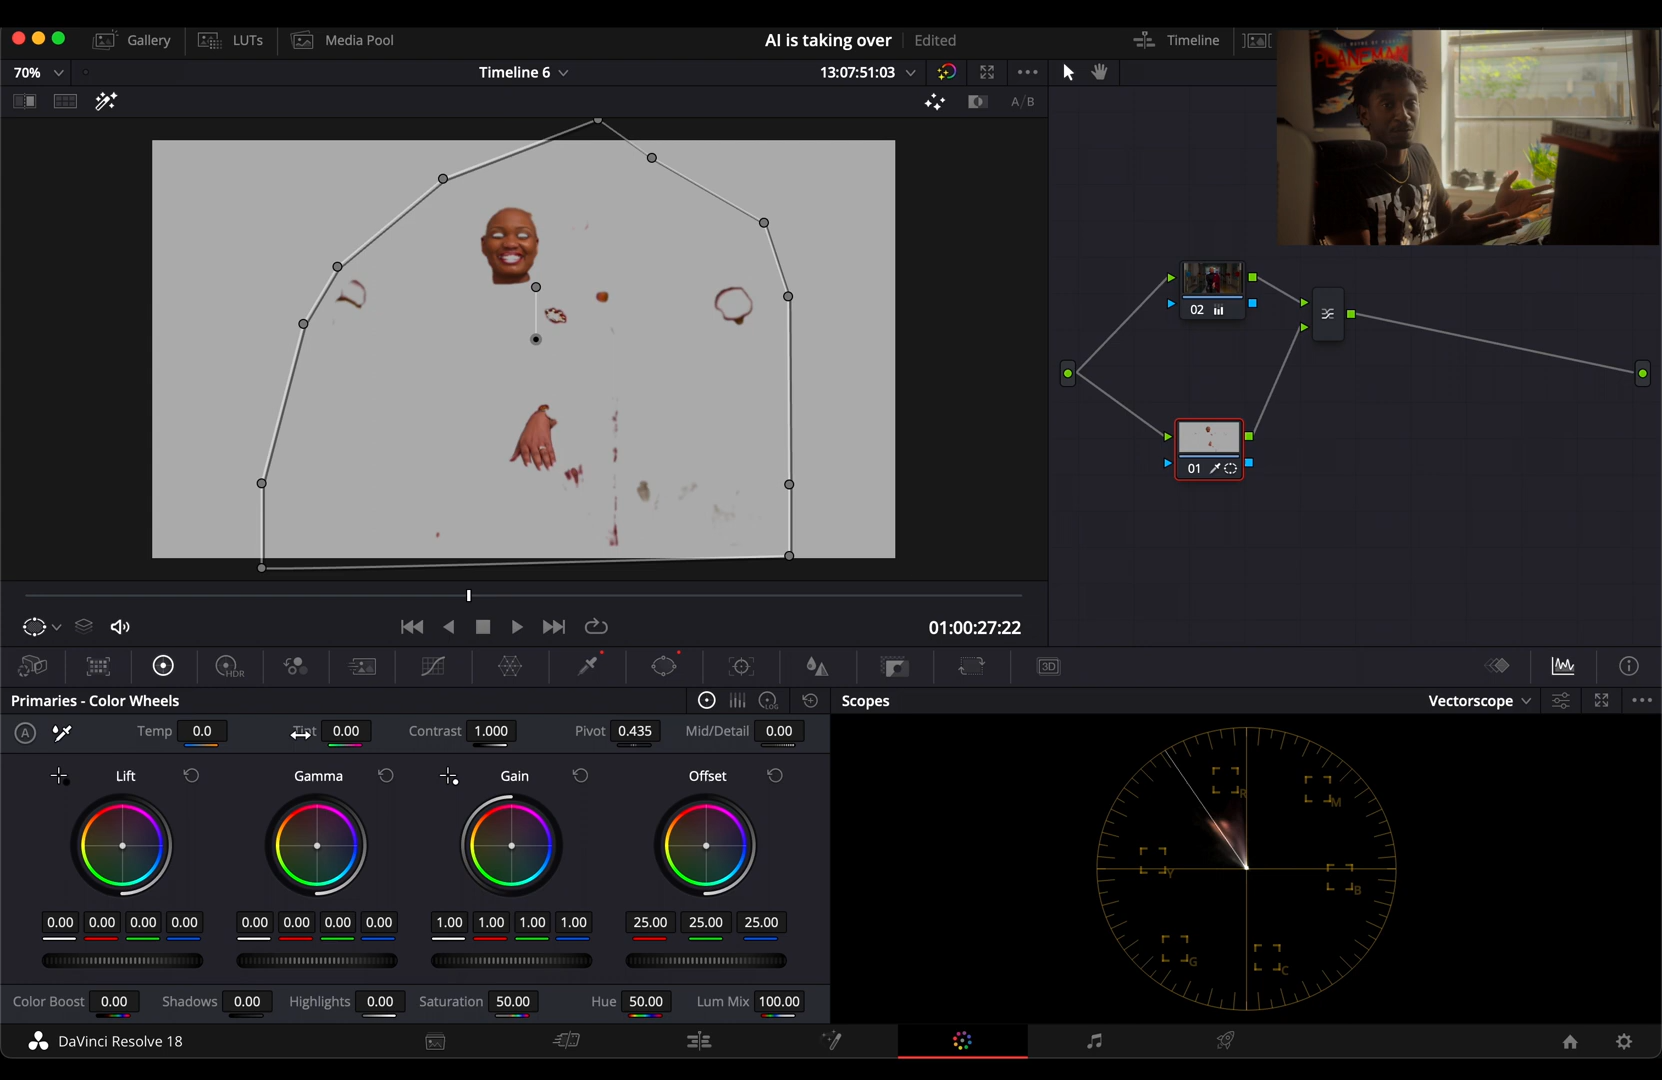 Gallery
LUTs
Media Pool
AI is taking over
Edited
Timeline
70%
Timeline 6
13:07:51:03
A/B
PLANEMAN
02
01
01:00:27:22
HDR
3D
Primaries - Color Wheels
LOG
Scopes
Vectorscope
A
Temp 0.0
Tint 0.00
Contrast 1.000
Pivot 0.435
Mid/Detail 0.00
Lift
Gamma
Gain
Offset
R
M
Y
B
G
C
0.00 0.00 0.00 0.00
0.00 0.00 0.00 0.00
1.00 1.00 1.00 1.00
25.00 25.00 25.00
Color Boost 0.00
Shadows 0.00
Highlights 0.00
Saturation 50.00
Hue 50.00
Lum Mix 100.00
DaVinci Resolve 18